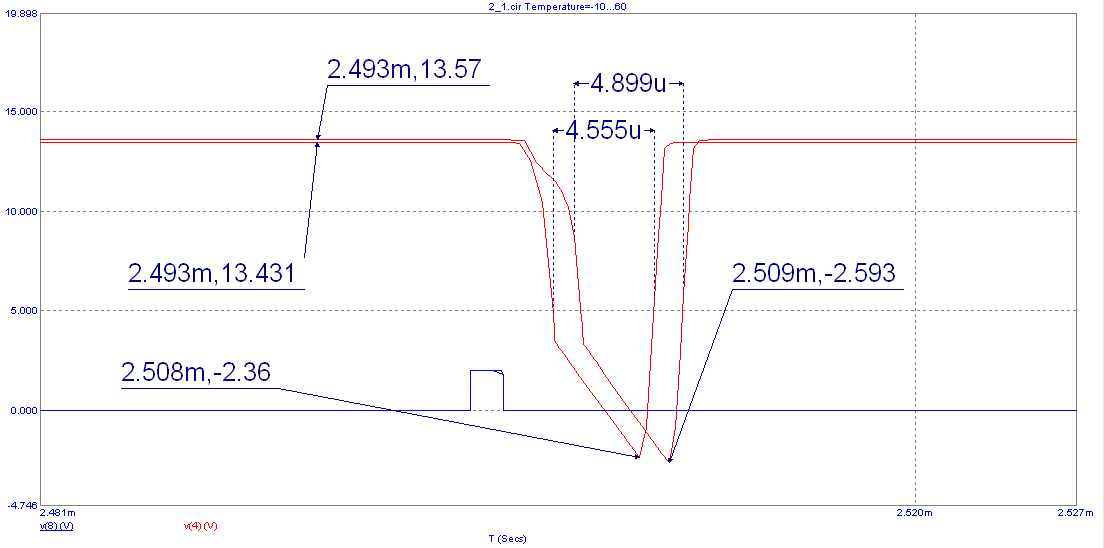 2_1.cir Temperature=-10...60
19.898
2.493m,13.57
4.899u
15.000
4.555u
10.000
2.493m,13.431
2.509m,-2.593
5.000
2.508m,-2.36
0.000
-4.746
2.481m
2.520m
2.527m
v(8) (V)
v(4) (V)
T (Secs)